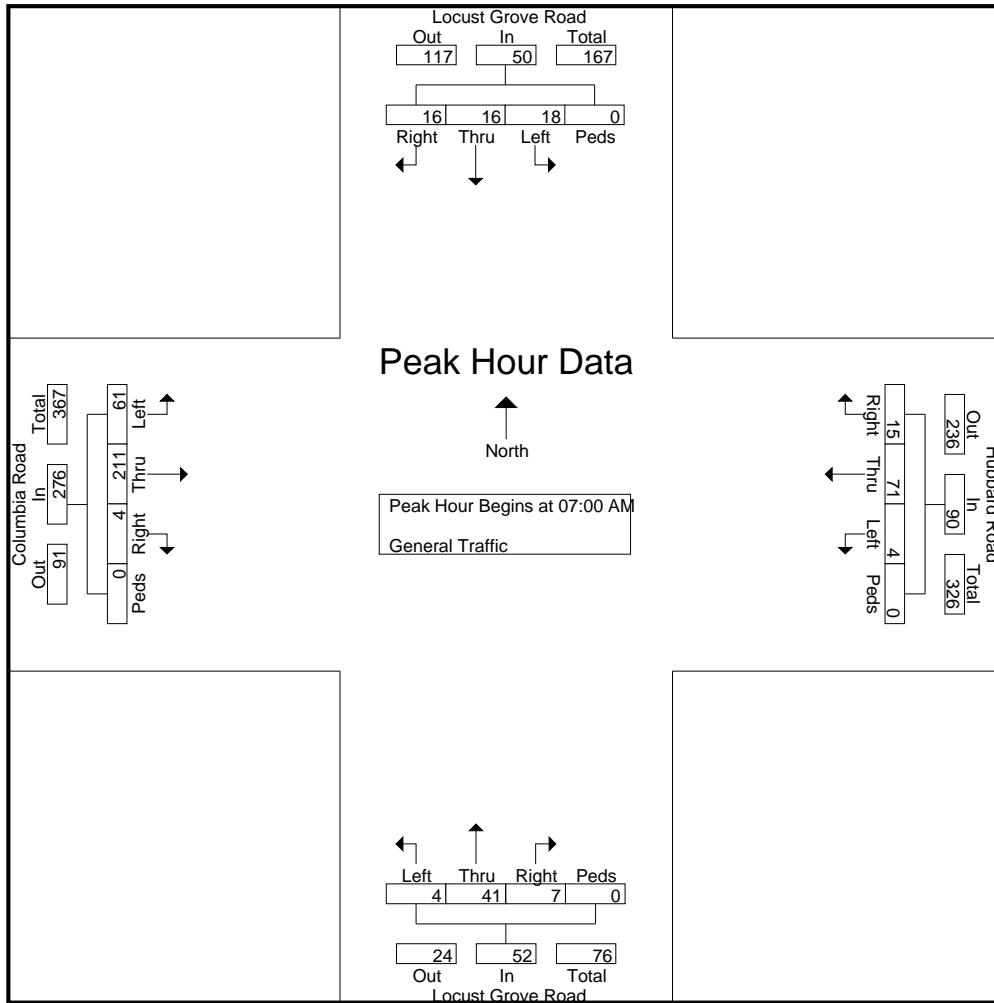 Locust Grove Road
Out In Total
117 50 167
16 16 18 0
Right Thru Left Peds
Peak Hour Data
North
Peak Hour Begins at 07:00 AM
General Traffic
Columbia Road
Out In Total
91 276 367
61 211 4 0
Left Thru Right Peds
Right Thru Left Peds
15 71 4 0
Out In Total
236 90 326
Hubbard Road
Left Thru Right Peds
4 41 7 0
24 52 76
Out In Total
Locust Grove Road